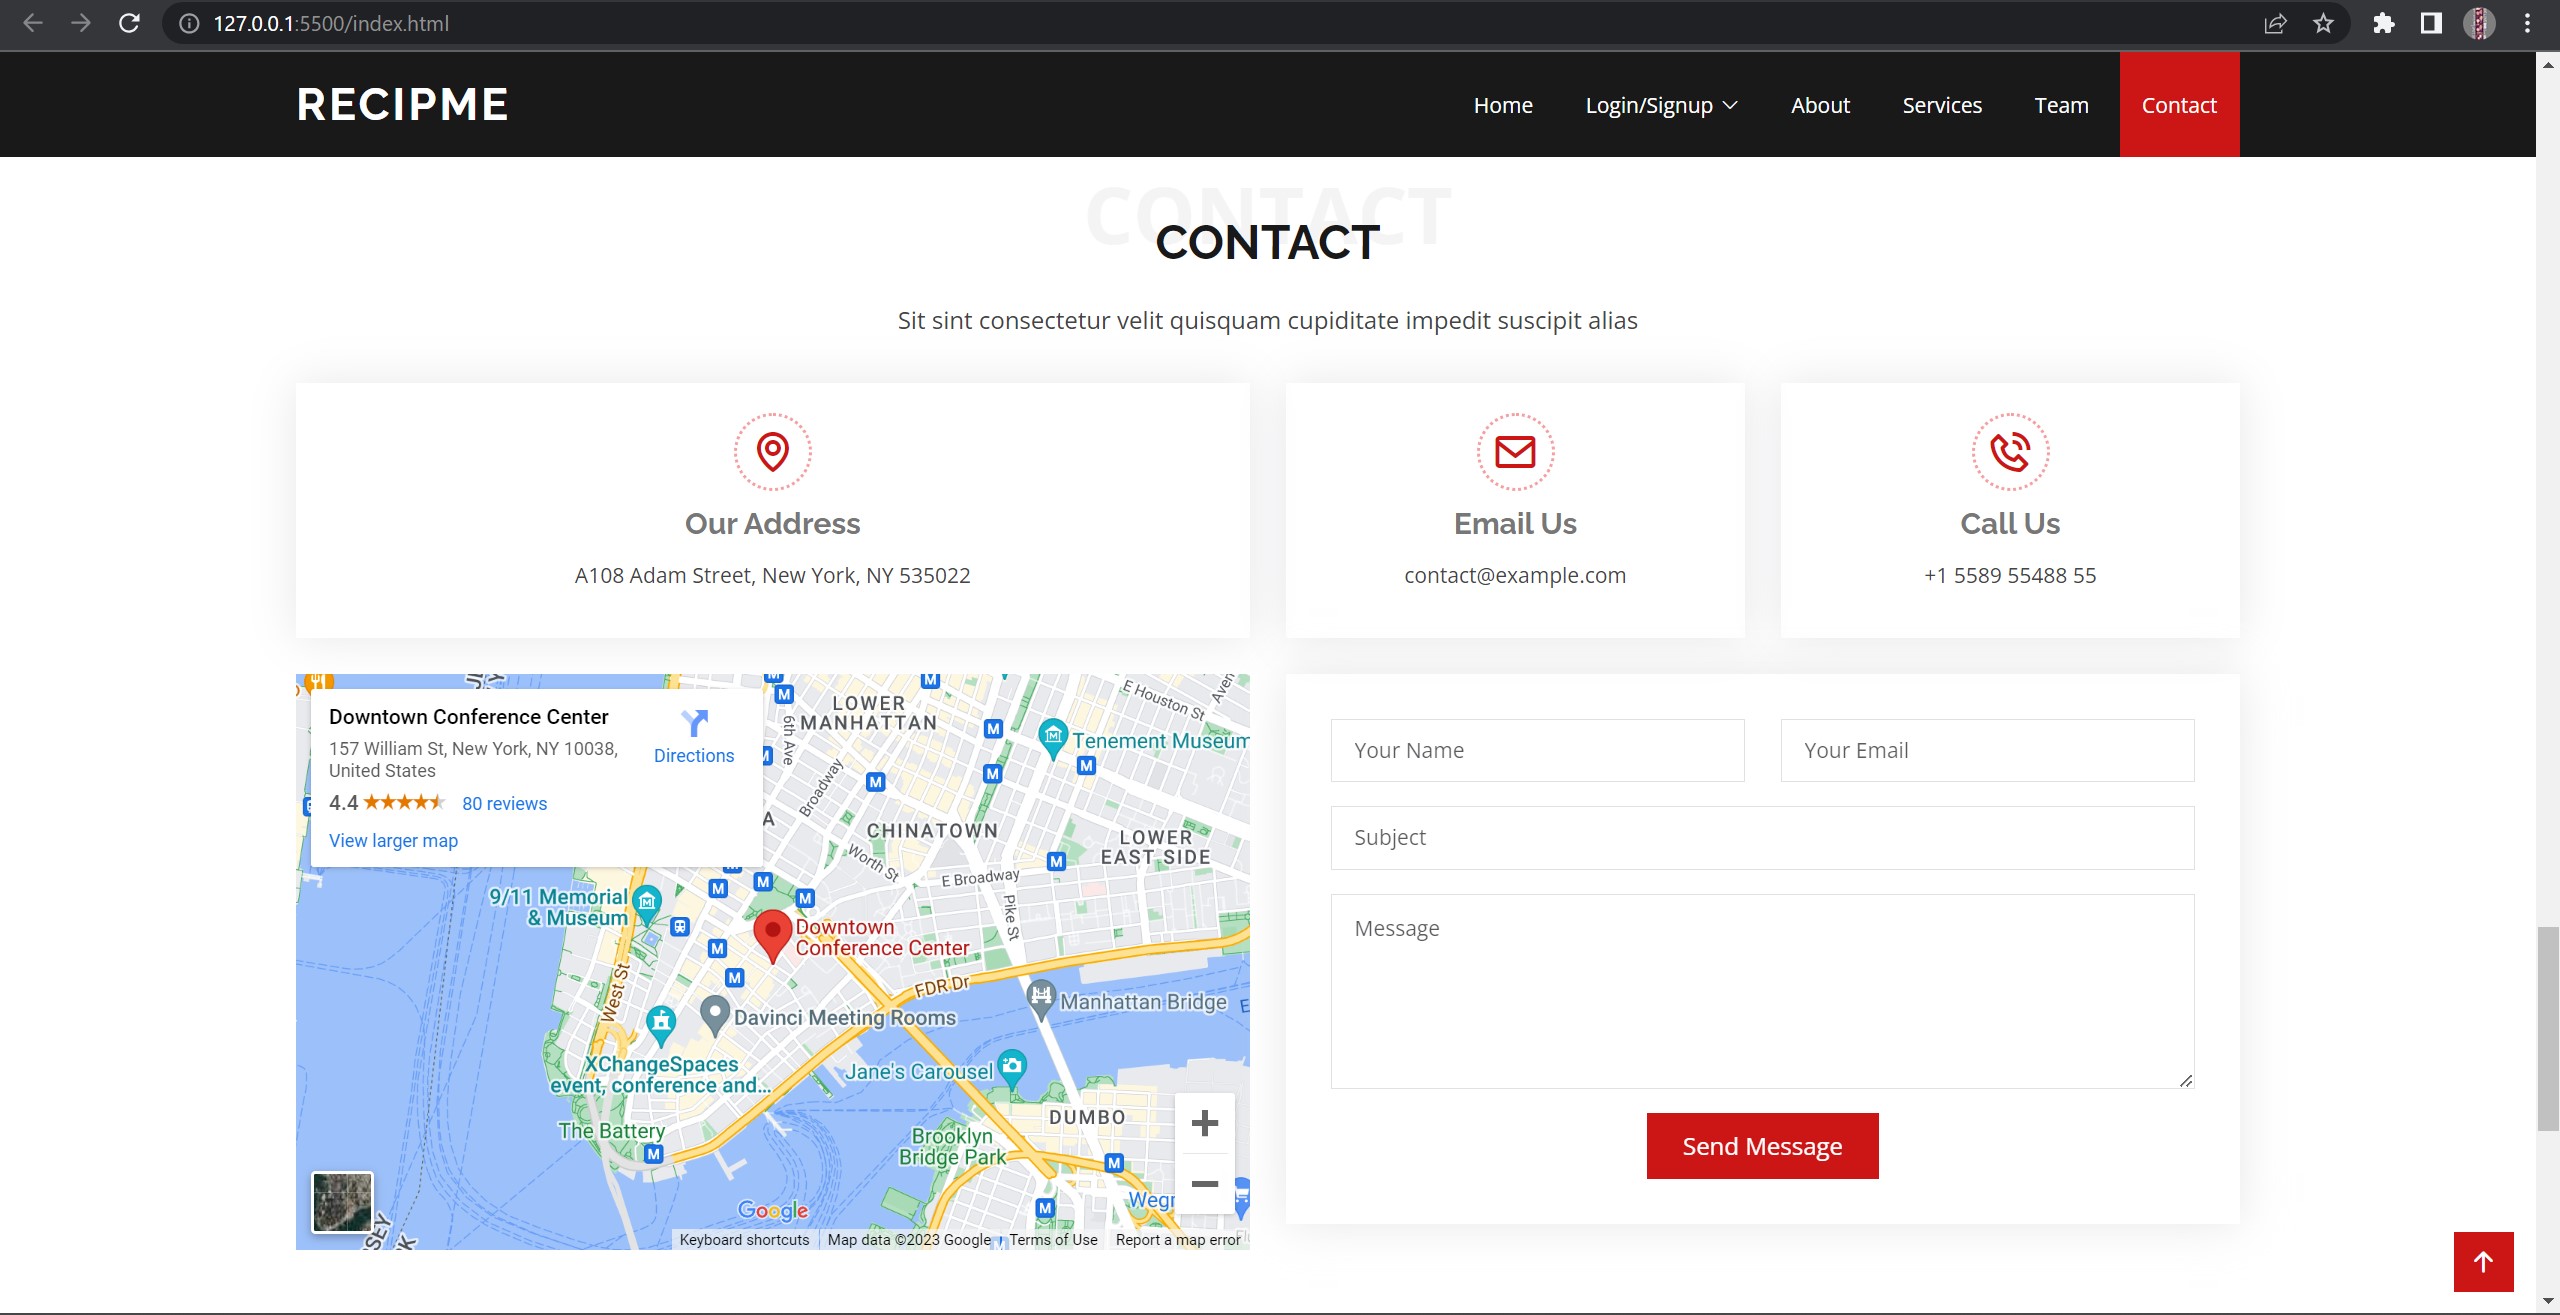 127.0.0.1:5500/index.html
RECIPME
Home
Login/Signup
About
Services
Team
Contact
CONTACT
CONTACT
Sit sint consectetur velit quisquam cupiditate impedit suscipit alias
Our Address
A108 Adam Street, New York, NY 535022
Email Us
contact@example.com
Call Us
+1 5589 55488 55
Downtown Conference Center
157 William St, New York, NY 10038,
United States
4.4
80 reviews
View larger map
Directions
LOWER
MANHATTAN
E Houston St
6th Ave
Tenement Museum
Broadway
CHINATOWN
LOWER
EAST SIDE
Worth St
E Broadway
Pike St
9/11 Memorial
& Museum
Downtown
Conference Center
West St
FDR Dr
Manhattan Bridge
Davinci Meeting Rooms
XChangeSpaces
event, conference and...
Jane's Carousel
DUMBO
The Battery
Brooklyn
Bridge Park
Google
Keyboard shortcuts
Map data ©2023 Google
Terms of Use
Report a map error
Your Name
Your Email
Subject
Message
Send Message